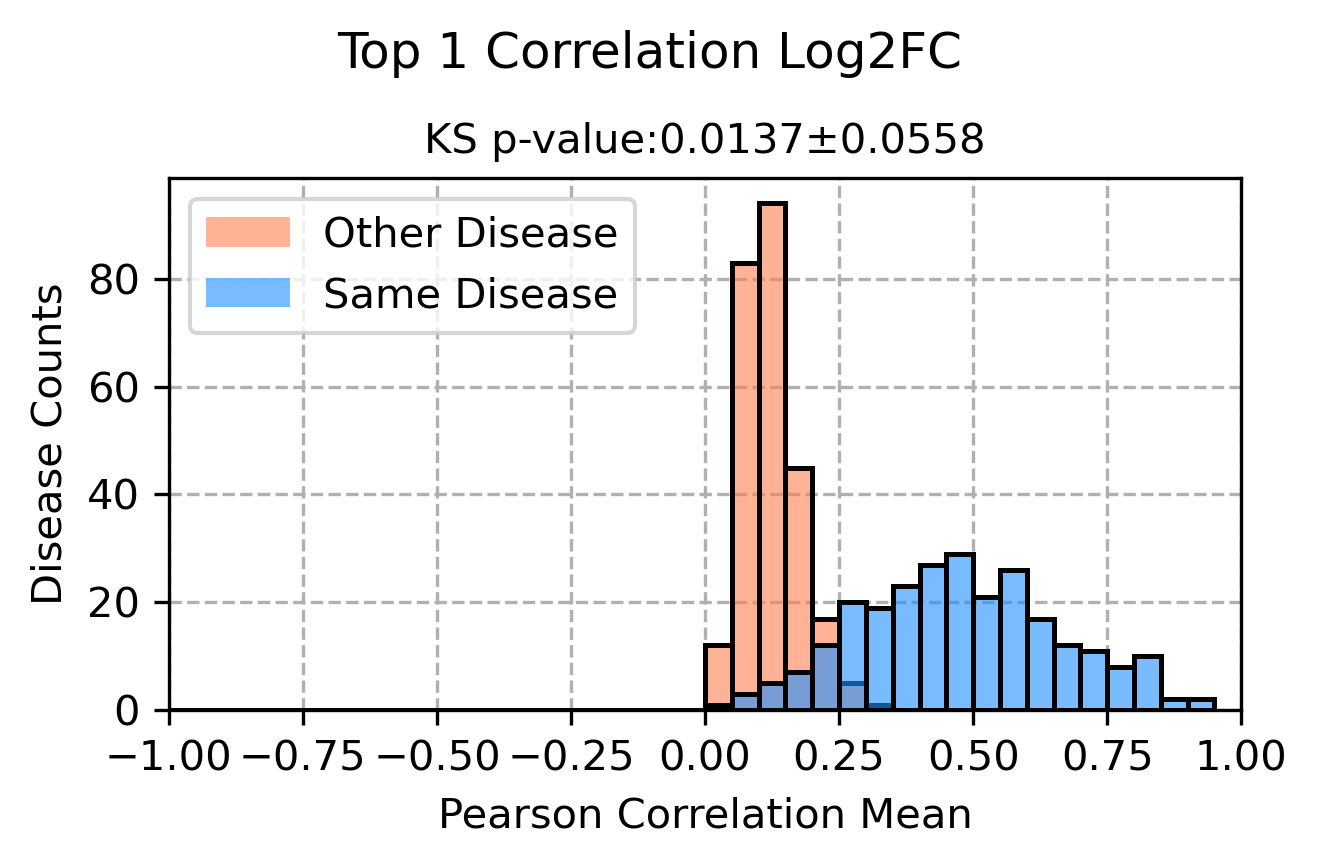 Top 1 Correlation Log2FC
KS p-value:0.0137±0.0558
Other Disease
Same Disease
Disease Counts
80
60
40
20
0
−1.00 −0.75 −0.50 −0.25 0.00 0.25 0.50 0.75 1.00
Pearson Correlation Mean